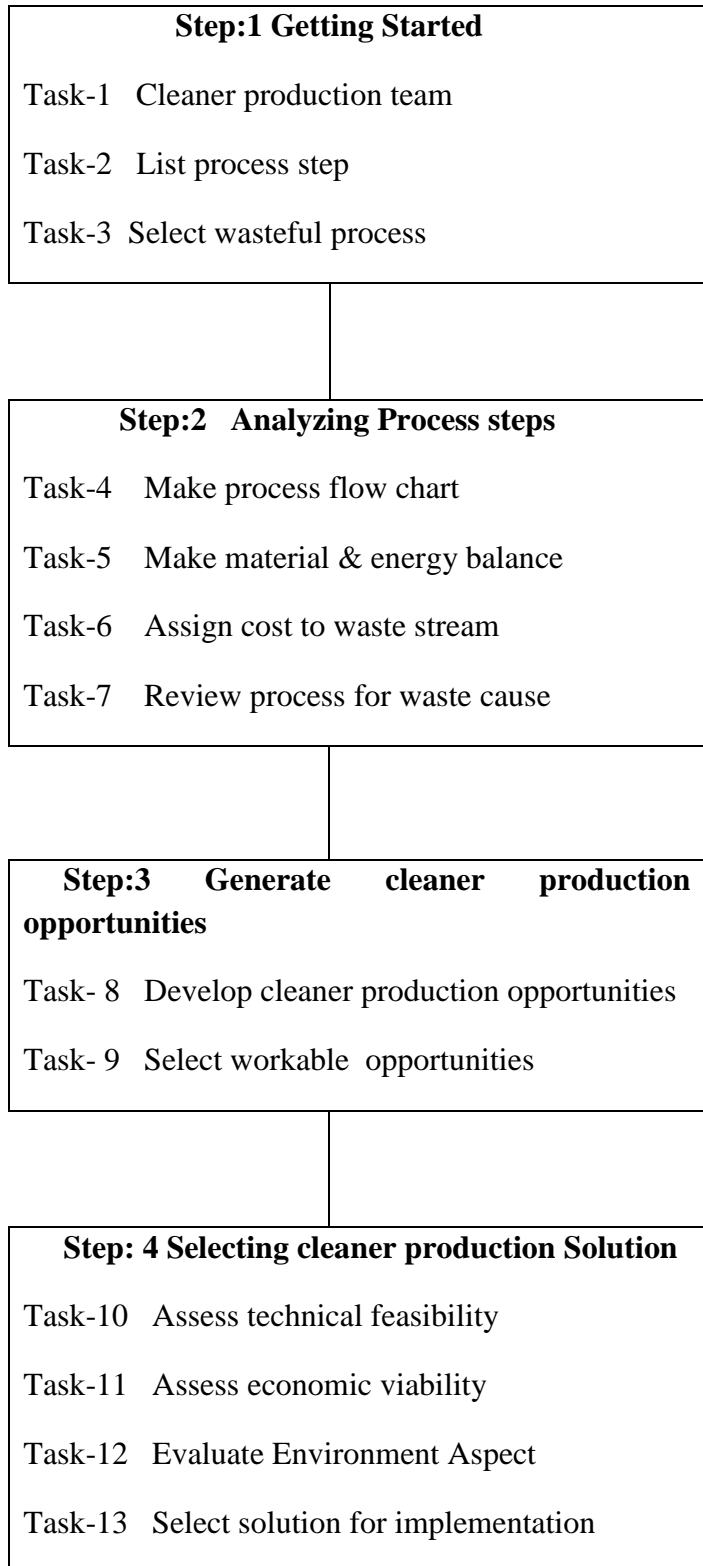 Step:1 Getting Started
Task-1 Cleaner production team
Task-2 List process step
Task-3 Select wasteful process
Step:2 Analyzing Process steps
Task-4 Make process flow chart
Task-5 Make material & energy balance
Task-6 Assign cost to waste stream
Task-7 Review process for waste cause
Step:3 Generate cleaner production
opportunities
Task- 8 Develop cleaner production opportunities
Task- 9 Select workable opportunities
Step: 4 Selecting cleaner production Solution
Task-10 Assess technical feasibility
Task-11 Assess economic viability
Task-12 Evaluate Environment Aspect
Task-13 Select solution for implementation